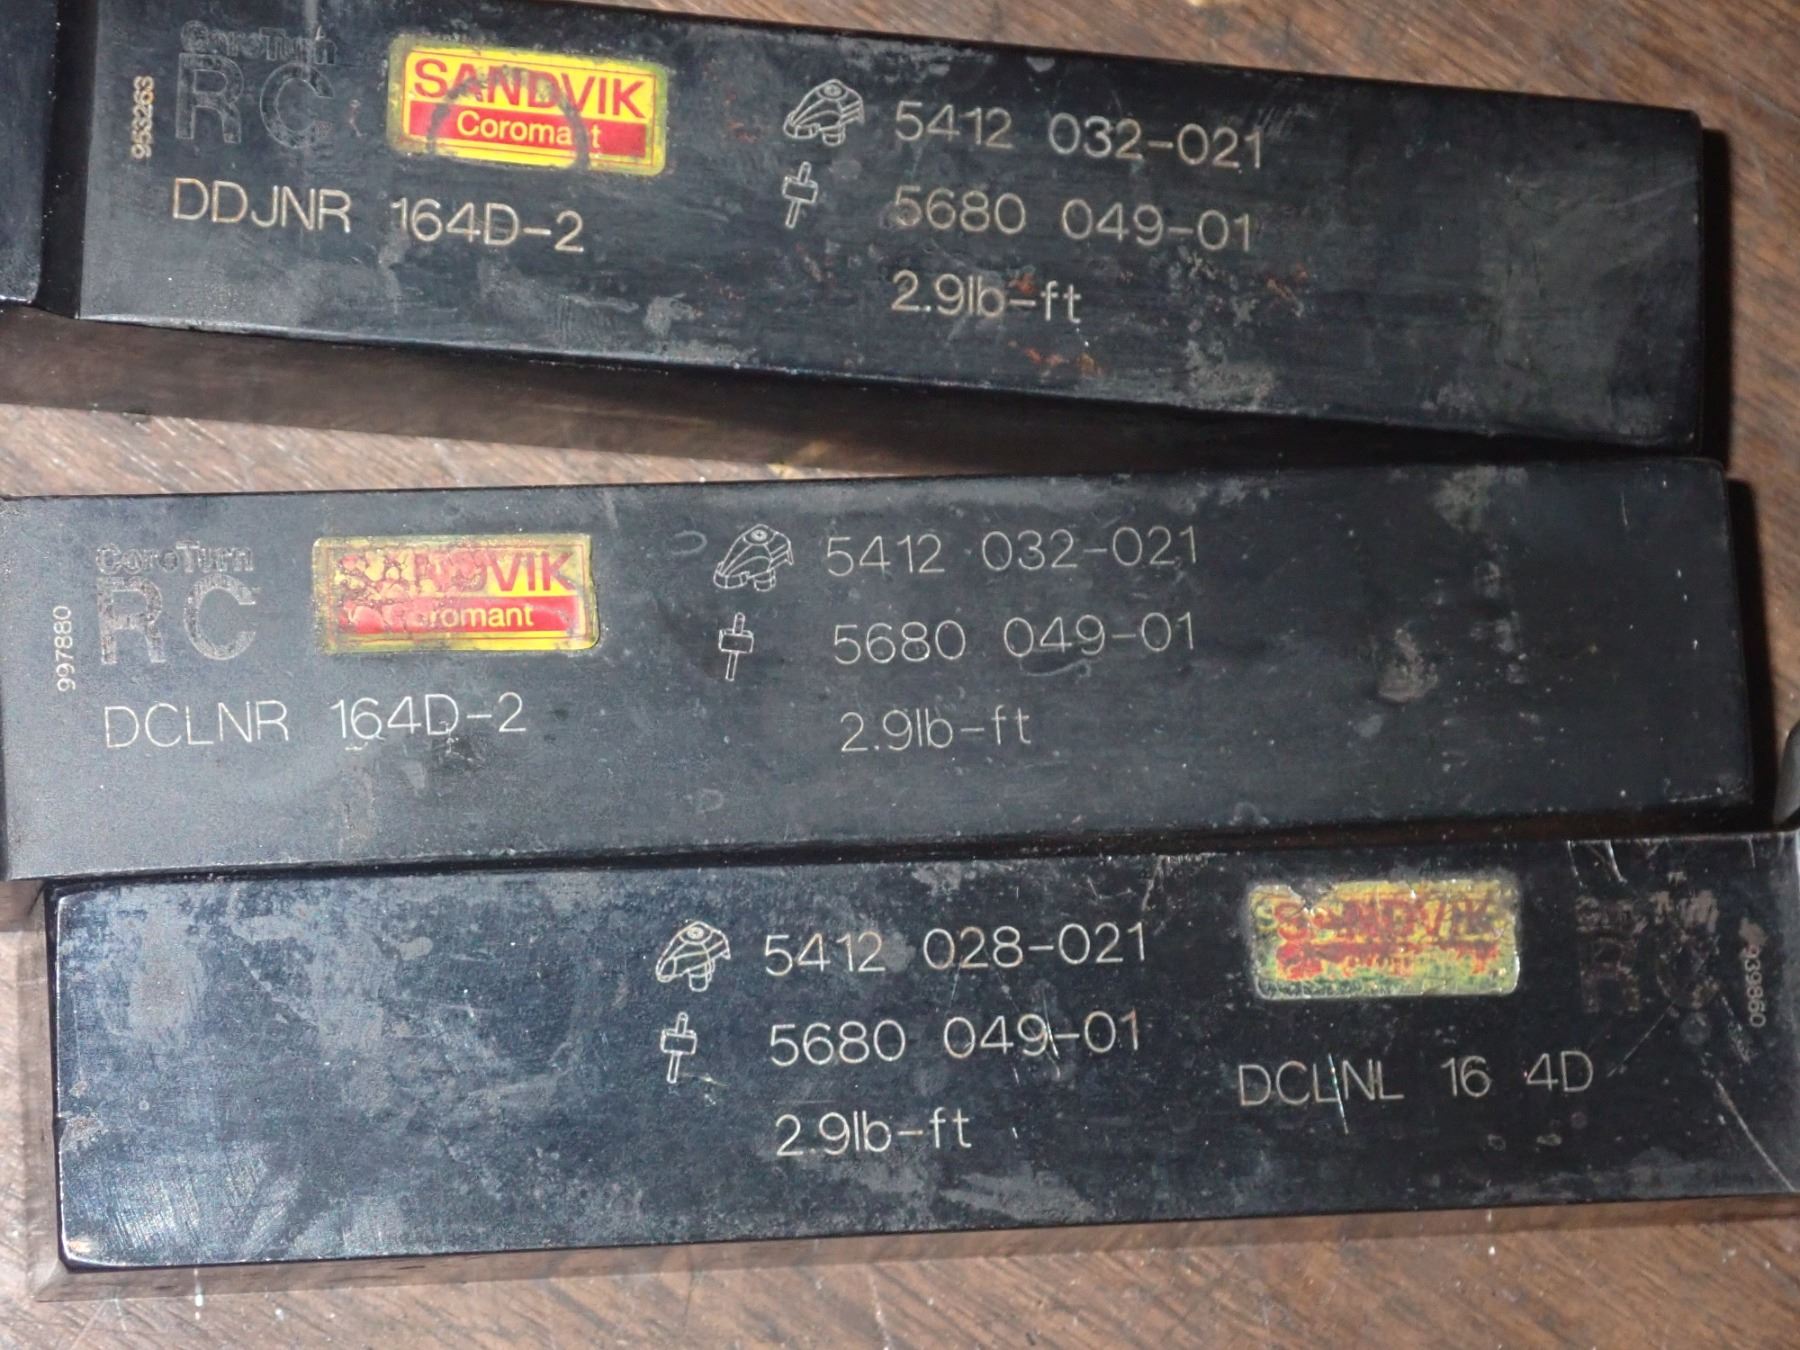 CoroTurn
RC
953263
SANDVIK
Coromant
DDJNR 164D-2
5412 032-021
5680 049-01
2.9lb-ft
CoroTurn
RC
997880
SANDVIK
Coromant
DCLNR 164D-2
5412 032-021
5680 049-01
2.9lb-ft
5412 028-021
5680 049-01
2.9lb-ft
SANDVIK
DCLNL 16 4D